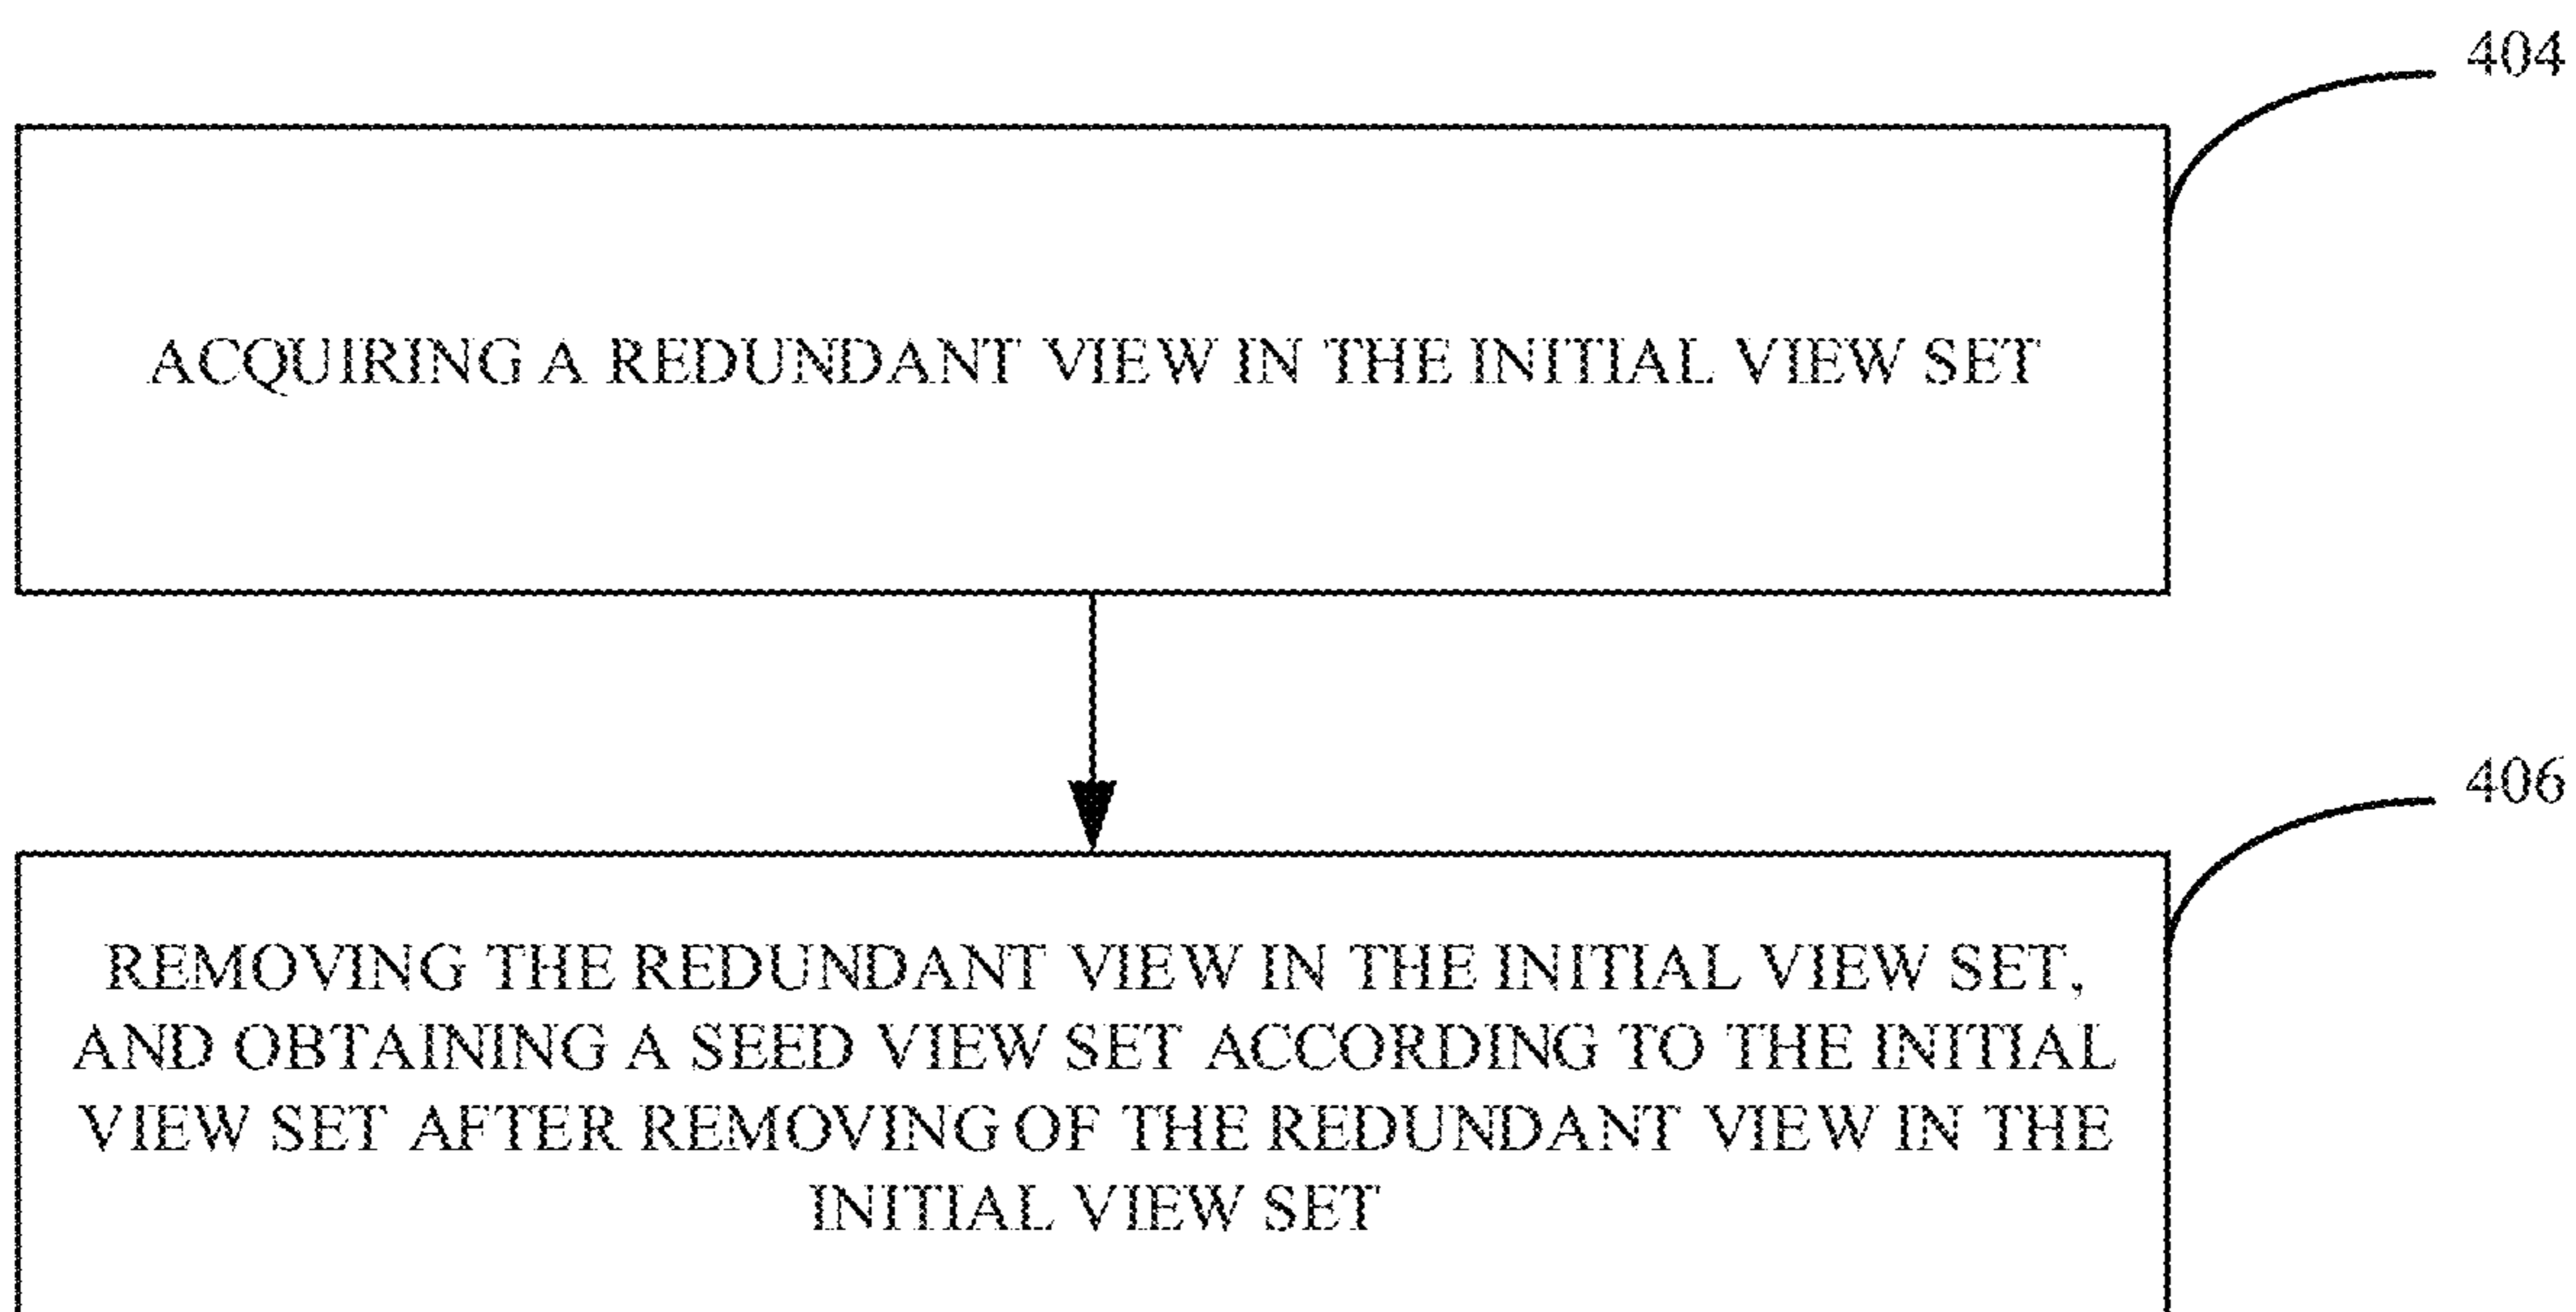 404
ACQUIRING A REDUNDANT VIEW IN THE INITIAL VIEW SET
406
REMOVING THE REDUNDANT VIEW IN THE INITIAL VIEW SET,
AND OBTAINING A SEED VIEW SET ACCORDING TO THE INITIAL
VIEW SET AFTER REMOVING OF THE REDUNDANT VIEW IN THE
INITIAL VIEW SET